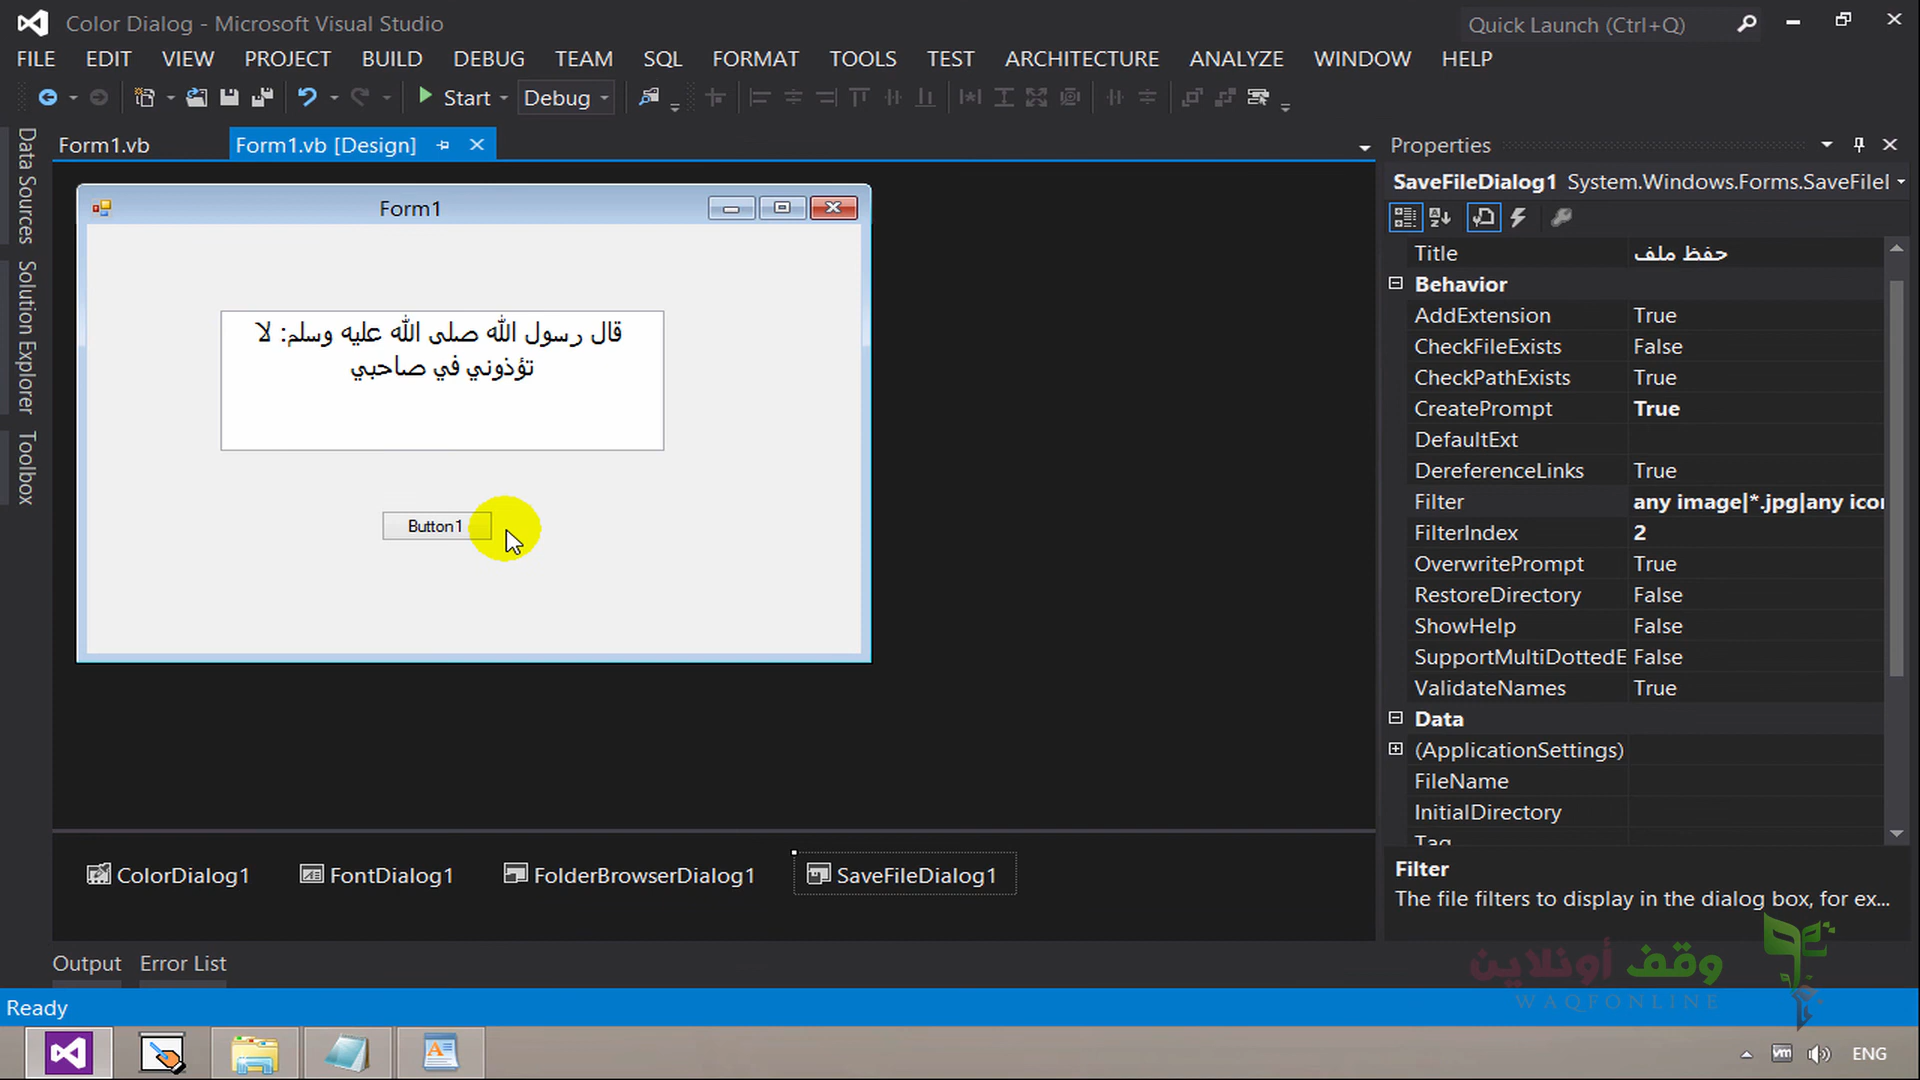 Color Dialog - Microsoft Visual Studio
Quick Launch (Ctrl+Q)
FILE EDIT VIEW PROJECT BUILD DEBUG TEAM SQL FORMAT TOOLS TEST ARCHITECTURE ANALYZE WINDOW HELP
Start Debug
Data Sources
Solution Explorer
Toolbox
Form1.vb
Form1.vb [Design]
Form1
قال رسول الله صلى الله عليه وسلم: لا
تؤذوني في صاحبي
Button1
ColorDialog1
FontDialog1
FolderBrowserDialog1
SaveFileDialog1
Properties
SaveFileDialog1 System.Windows.Forms.SaveFileI
Title حفظ ملف
Behavior
AddExtension True
CheckFileExists False
CheckPathExists True
CreatePrompt True
DefaultExt
DereferenceLinks True
Filter any image|*.jpg|any icon
FilterIndex 2
OverwritePrompt True
RestoreDirectory False
ShowHelp False
SupportMultiDottedE False
ValidateNames True
Data
(ApplicationSettings)
FileName
InitialDirectory
Tag
Filter
The file filters to display in the dialog box, for ex...
وقف أونلاين
WAQFONLINE
Output Error List
Ready
ENG